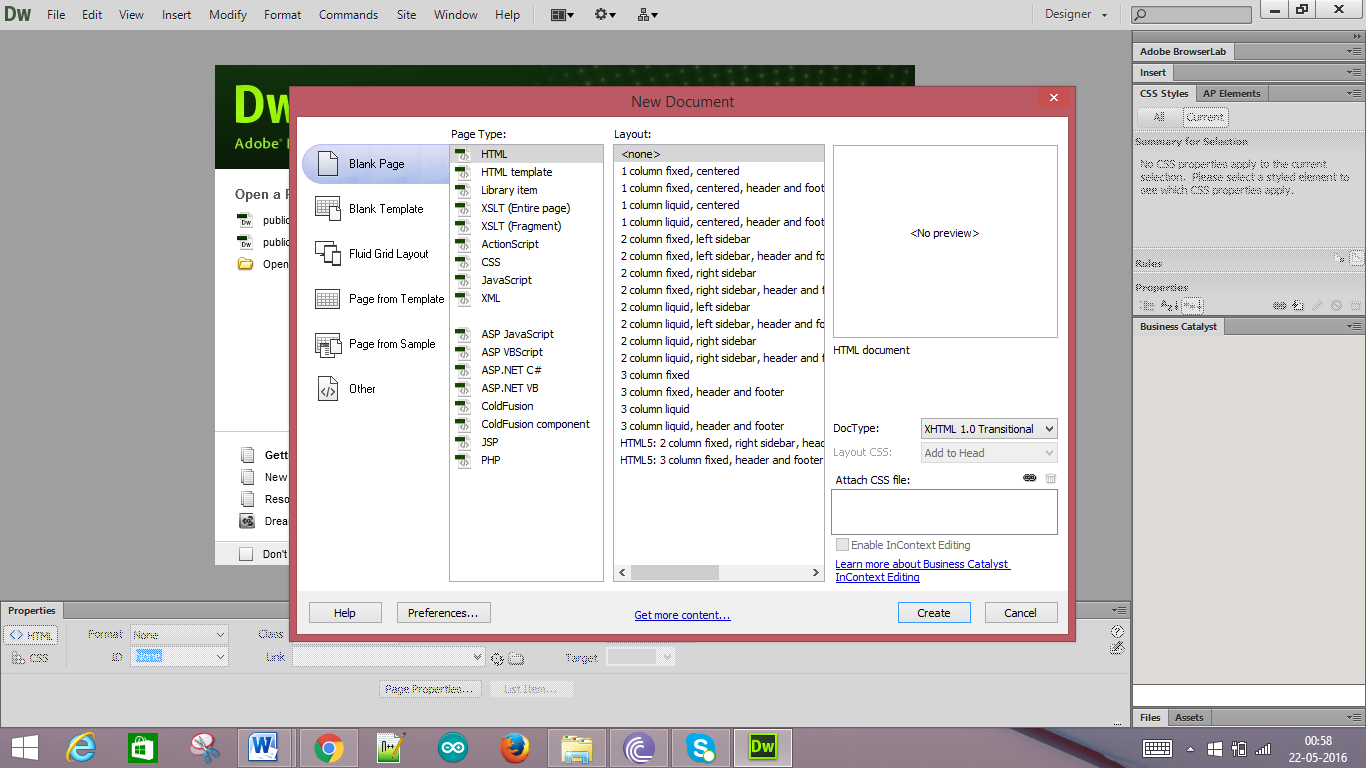 Dw File Edit View Insert Modify Format Commands Site Window Help Designer
Dw
Adobe®
Open a
public
public
Open
Gett
New
Reso
Drea
Don't
New Document
Blank Page
Blank Template
Fluid Grid Layout
Page from Template
Page from Sample
Other
Page Type:
HTML
HTML template
Library item
XSLT (Entire page)
XSLT (Fragment)
ActionScript
CSS
JavaScript
XML
ASP JavaScript
ASP VBScript
ASP.NET C#
ASP.NET VB
ColdFusion
ColdFusion component
JSP
PHP
Layout:
<none>
1 column fixed, centered
1 column fixed, centered, header and foot
1 column liquid, centered
1 column liquid, centered, header and foot
2 column fixed, left sidebar
2 column fixed, left sidebar, header and fo
2 column fixed, right sidebar
2 column fixed, right sidebar, header and f
2 column liquid, left sidebar
2 column liquid, left sidebar, header and fo
2 column liquid, right sidebar
2 column liquid, right sidebar, header and f
3 column fixed
3 column fixed, header and footer
3 column liquid
3 column liquid, header and footer
HTML5: 2 column fixed, right sidebar, head
HTML5: 3 column fixed, header and footer
<No preview>
HTML document
DocType: XHTML 1.0 Transitional
Layout CSS: Add to Head
Attach CSS file:
Enable InContext Editing
Learn more about Business Catalyst
InContext Editing
Help Preferences... Get more content... Create Cancel
Adobe BrowserLab
Insert
CSS Styles AP Elements
All Current
Summary for Selection
No CSS properties apply to the current
selection. Please select a styled element to
see which CSS properties apply.
Rules
Properties
Business Catalyst
Files Assets
Properties
HTML Format None Class
CSS ID None Link Target
Page Properties... List Item...
00:58
22-05-2016